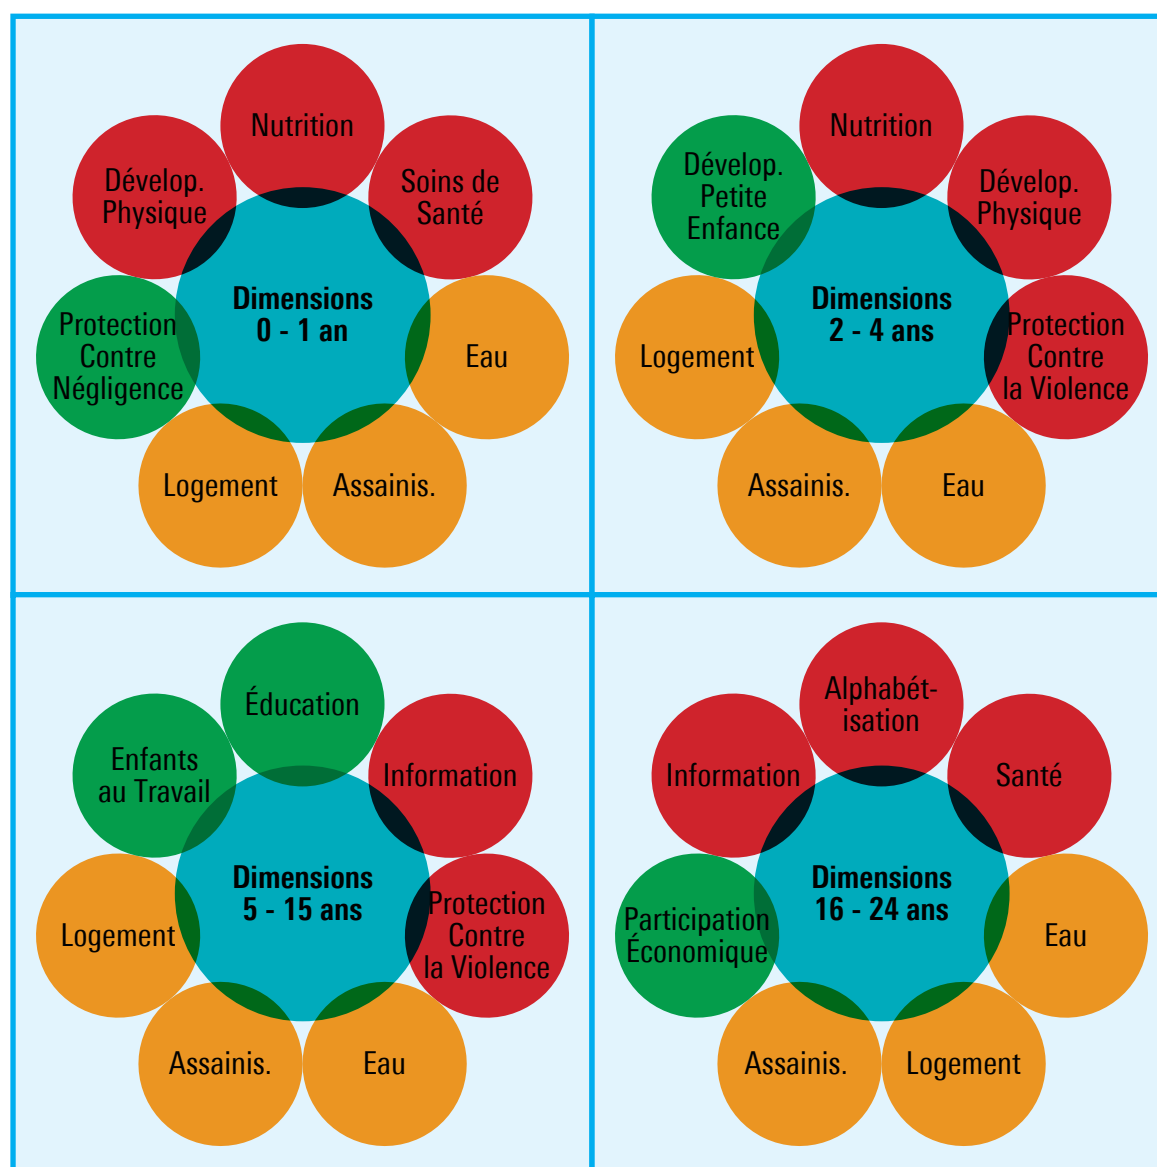 Nutrition
Soins de
Santé
Eau
Assainis.
Logement
Protection
Contre
Négligence
Dévelop.
Physique
Dimensions
0 - 1 an
Nutrition
Dévelop.
Physique
Protection
Contre
la Violence
Eau
Assainis.
Logement
Dévelop.
Petite
Enfance
Dimensions
2 - 4 ans
Éducation
Information
Protection
Contre
la Violence
Eau
Assainis.
Logement
Enfants
au Travail
Dimensions
5 - 15 ans
Alphabét-
isation
Santé
Eau
Logement
Assainis.
Participation
Économique
Information
Dimensions
16 - 24 ans